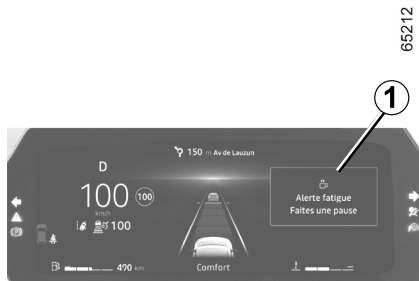 65212
1
150 m Av de Lauzun
D
100 100
km/h
100
Alerte fatigue
Faites une pause
490 km
Comfort